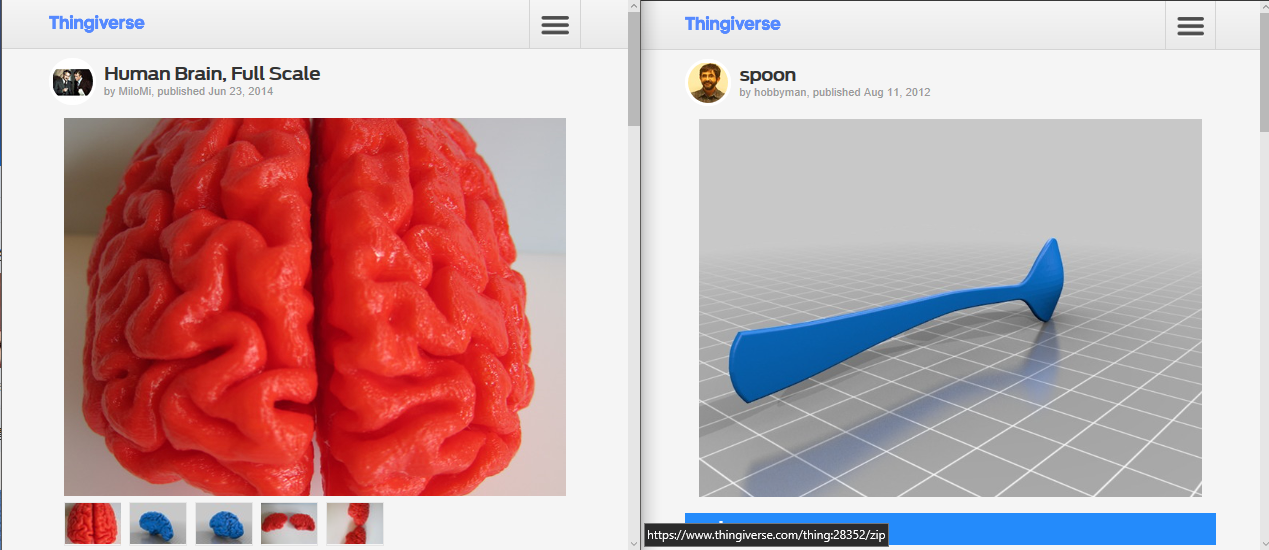 Thingiverse
Human Brain, Full Scale
by MiloMi, published Jun 23, 2014
Thingiverse
spoon
by hobbyman, published Aug 11, 2012
https://www.thingiverse.com/thing:28352/zip